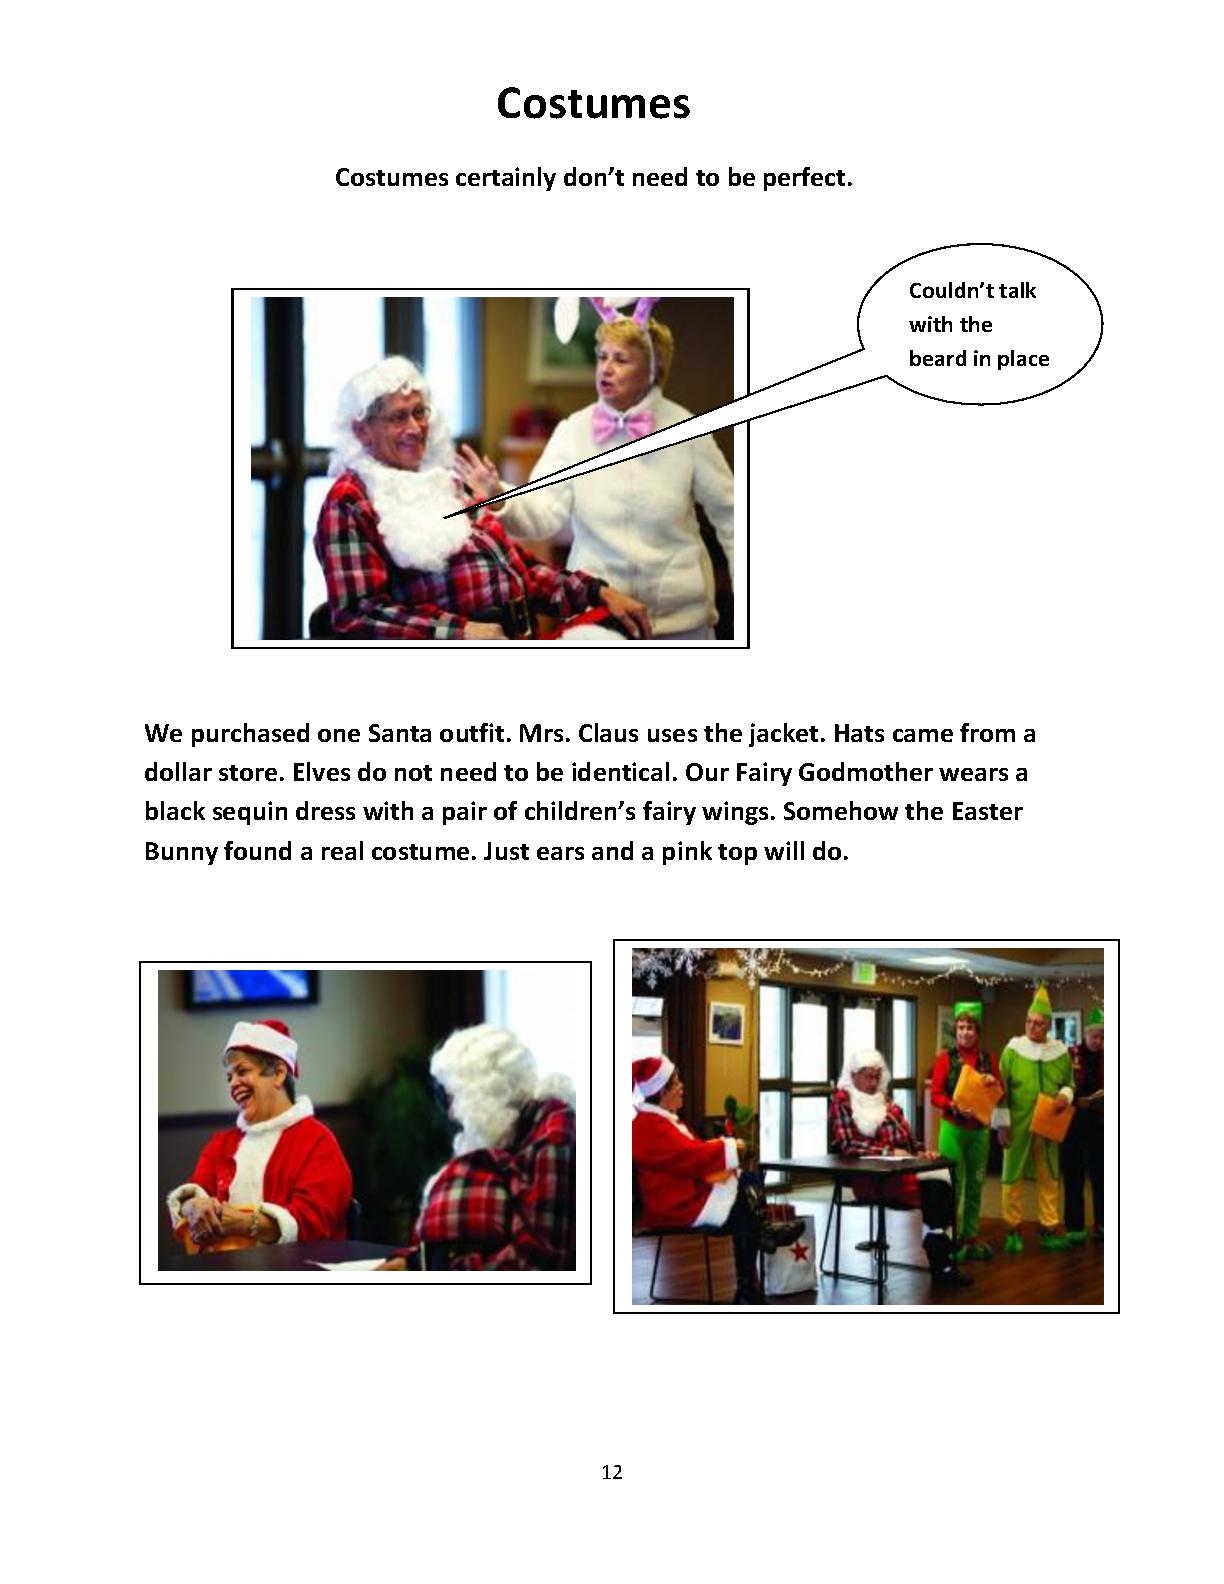 Costumes
Costumes certainly don’t need to be perfect.
Couldn’t talk
with the
beard in place
We purchased one Santa outfit. Mrs. Claus uses the jacket. Hats came from a
dollar store. Elves do not need to be identical. Our Fairy Godmother wears a
black sequin dress with a pair of children’s fairy wings. Somehow the Easter
Bunny found a real costume. Just ears and a pink top will do.
12